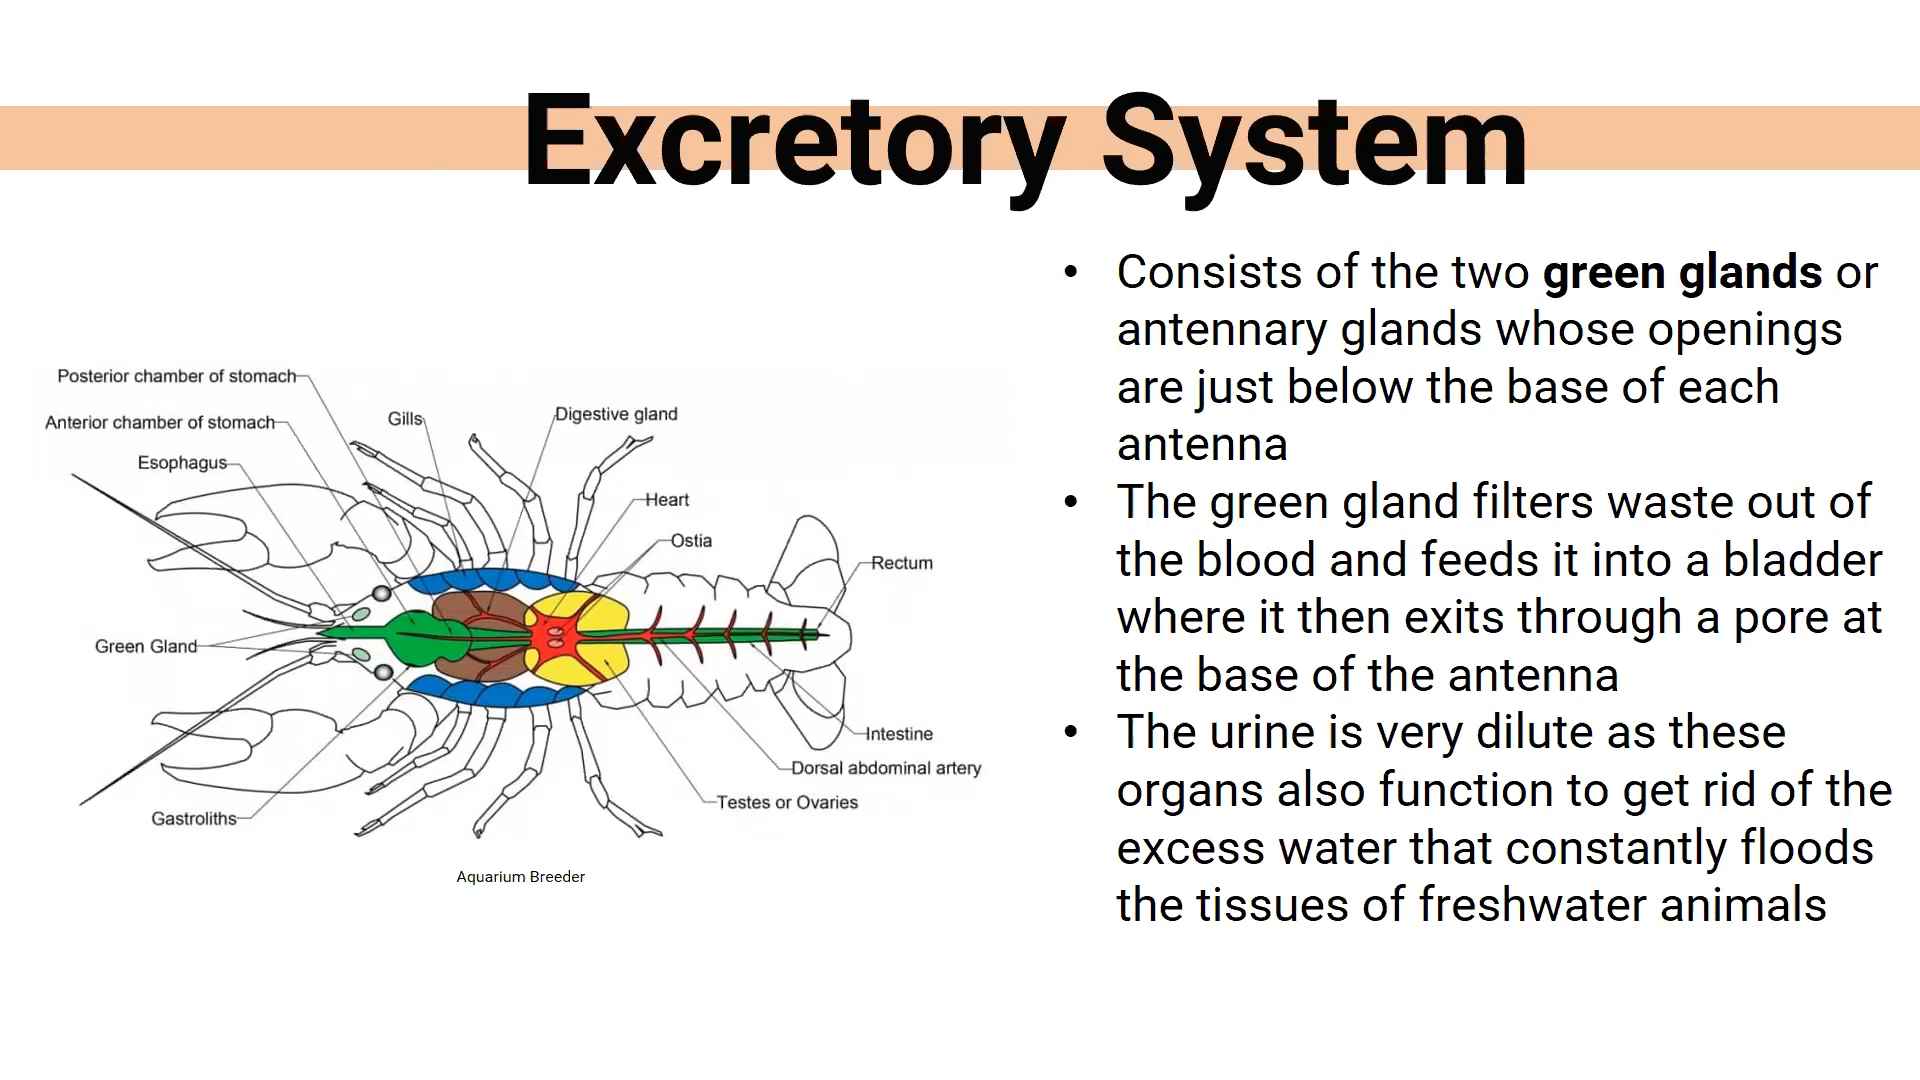 Excretory System
• Consists of the two green glands or
antennary glands whose openings
are just below the base of each
antenna
• The green gland filters waste out of
the blood and feeds it into a bladder
where it then exits through a pore at
the base of the antenna
• The urine is very dilute as these
organs also function to get rid of the
excess water that constantly floods
the tissues of freshwater animals
Posterior chamber of stomach
Anterior chamber of stomach
Esophagus
Gills
Digestive gland
Heart
Ostia
Rectum
Green Gland
Intestine
Dorsal abdominal artery
Testes or Ovaries
Gastroliths
Aquarium Breeder